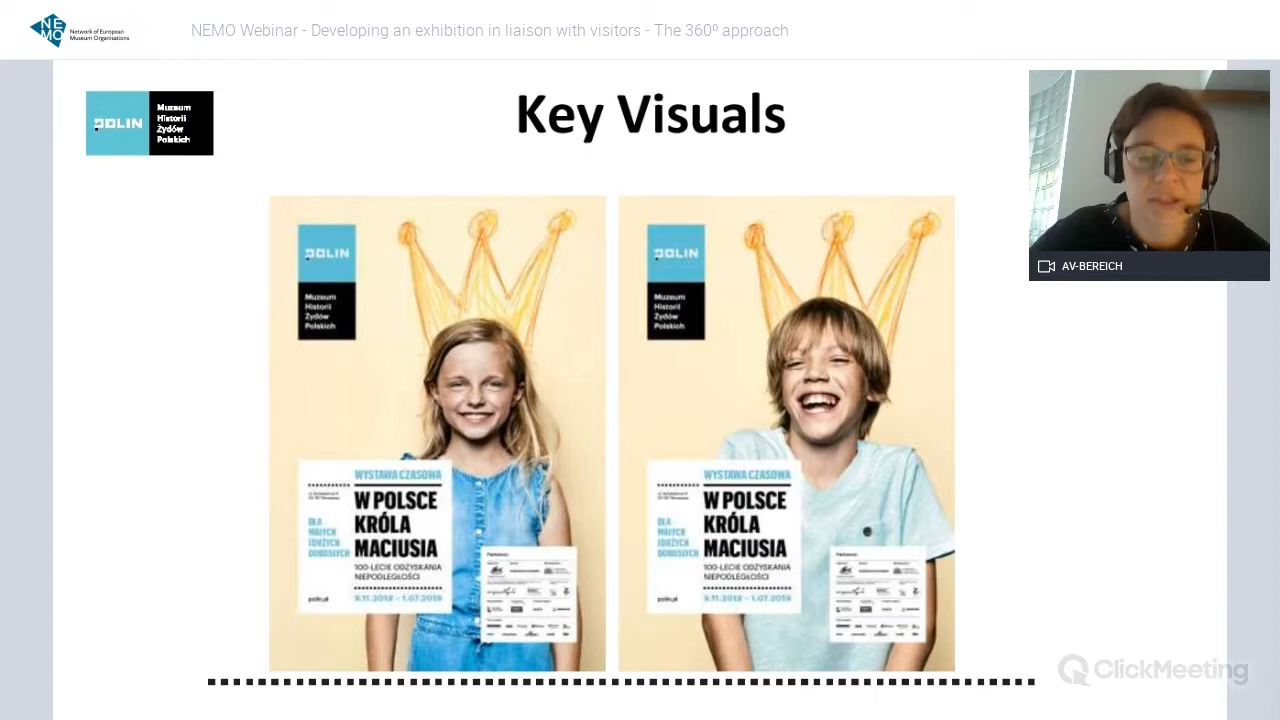 NEMO
Network of European
Museum Organisations
NEMO Webinar - Developing an exhibition in liaison with visitors - The 360º approach
POLIN
Muzeum
Historii
Żydów
Polskich
Key Visuals
AV-BEREICH
POLIN
Muzeum
Historii
Żydów
Polskich
WYSTAWA CZASOWA
W POLSCE
KRÓLA
MACIUSIA
100-LECIE ODZYSKANIA
NIEPODLEGŁOŚCI
9.11.2018 – 1.07.2019
DLA
MAŁYCH
I DUŻYCH
DOROSŁYCH
polin.pl
POLIN
Muzeum
Historii
Żydów
Polskich
WYSTAWA CZASOWA
W POLSCE
KRÓLA
MACIUSIA
100-LECIE ODZYSKANIA
NIEPODLEGŁOŚCI
9.11.2018 – 1.07.2019
DLA
MAŁYCH
I DUŻYCH
DOROSŁYCH
polin.pl
ClickMeeting